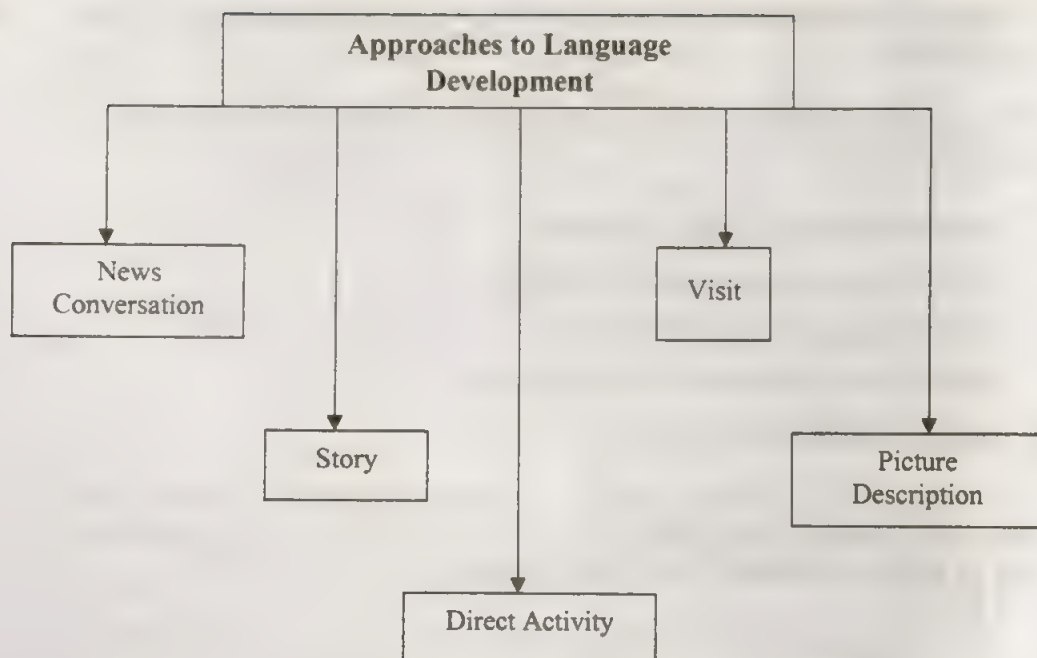 Approaches to Language
Development
News
Conversation
Visit
Story
Picture
Description
Direct Activity